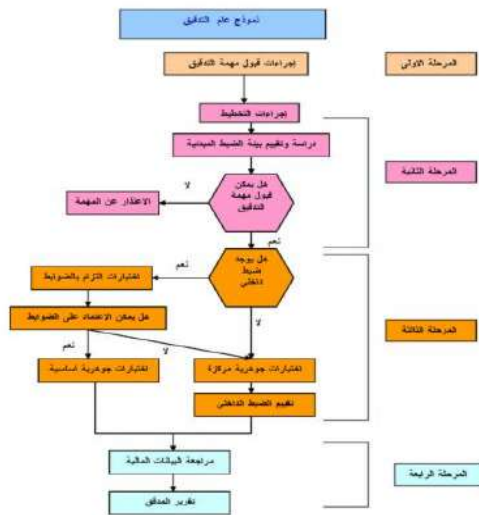 نموذج عام التدقيق
إجراءات قبول مهمة التدقيق
المرحلة الاولى
إجراءات التخطيط
دراسة وتقييم بيئة الضبط المبدئية
هل يمكن
قبول مهمة
التدقيق
لا
الاعتذار عن المهمة
المرحلة الثانية
نعم
هل يوجد
ضبط
داخلي
نعم
اختبارات التزام بالضوابط
هل يمكن الاعتماد على الضوابط
لا
المرحلة الثالثة
نعم
لا
اختبارات جوهرية مركزة
اختبارات جوهرية اساسية
تقييم الضبط الداخلي
مراجعة البيانات المالية
المرحلة الرابعة
تقرير المدقق